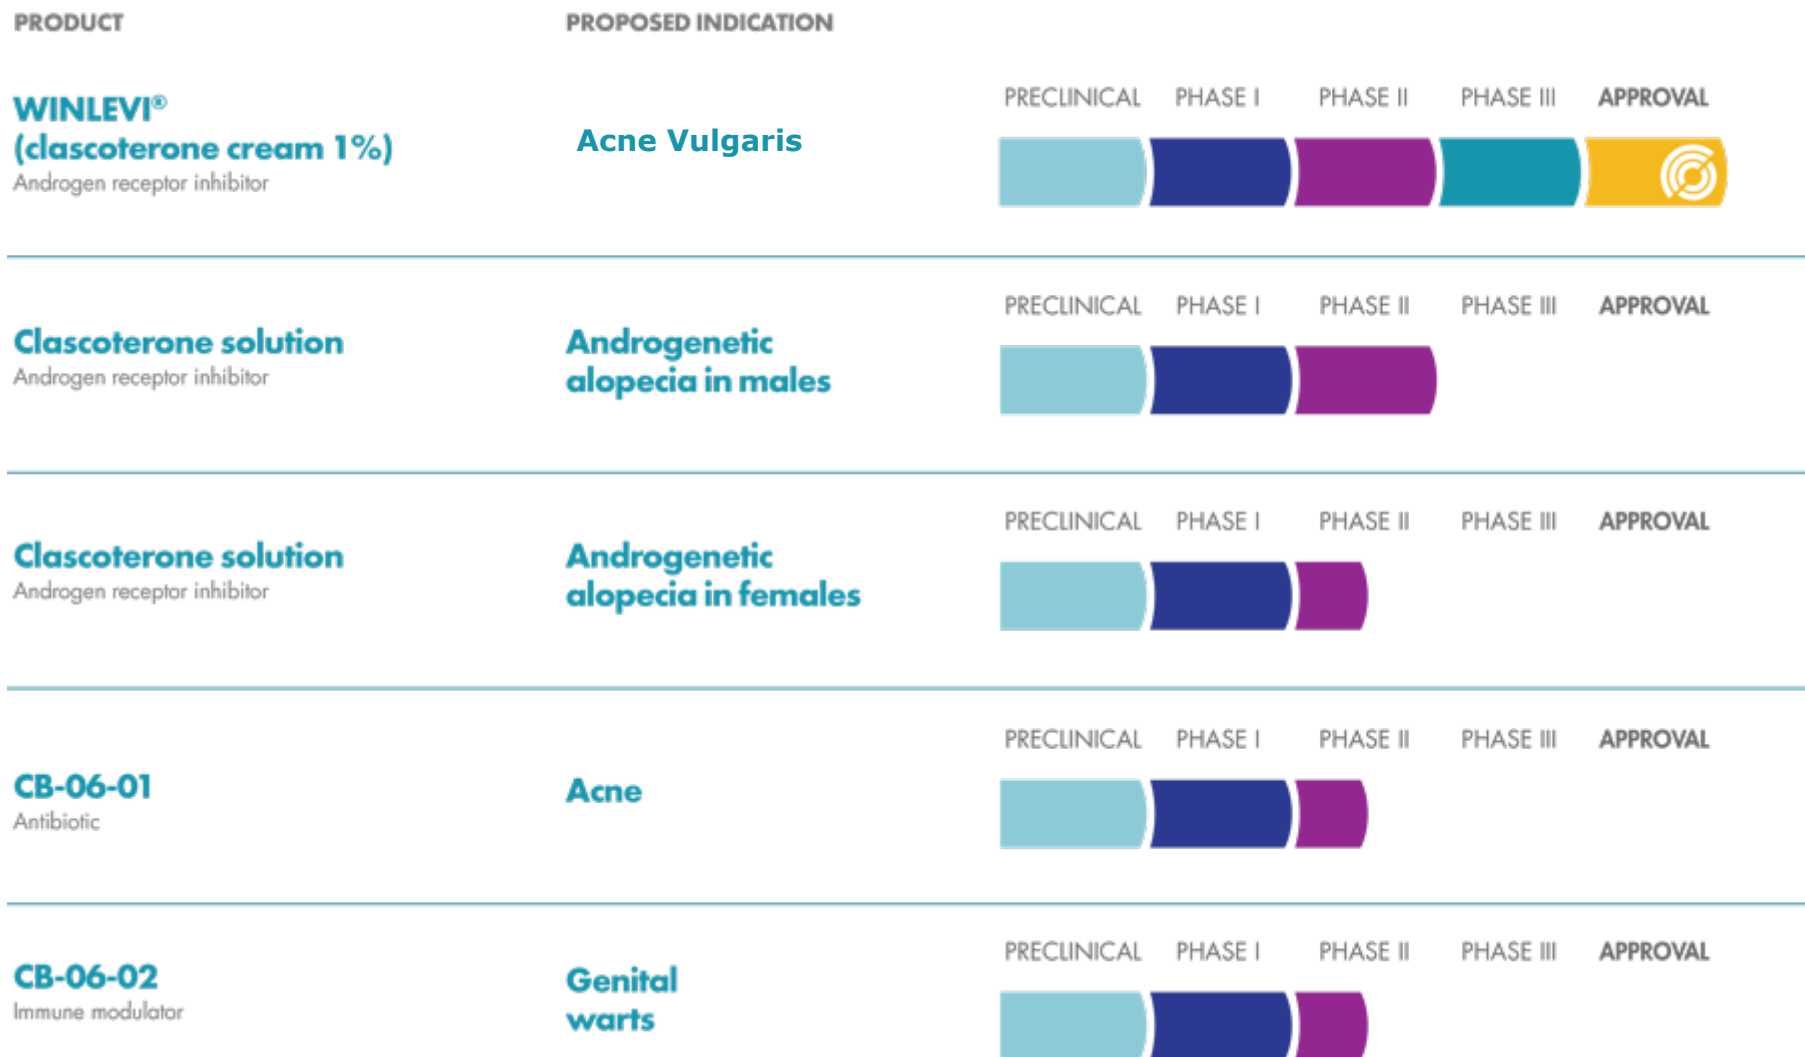 PRODUCT PROPOSED INDICATION
WINLEVI®
(clascoterone cream 1%)
Androgen receptor inhibitor
Acne Vulgaris
PRECLINICAL PHASE I PHASE II PHASE III APPROVAL
Clascoterone solution
Androgen receptor inhibitor
Androgenetic
alopecia in males
PRECLINICAL PHASE I PHASE II PHASE III APPROVAL
Clascoterone solution
Androgen receptor inhibitor
Androgenetic
alopecia in females
PRECLINICAL PHASE I PHASE II PHASE III APPROVAL
CB-06-01
Antibiotic
Acne
PRECLINICAL PHASE I PHASE II PHASE III APPROVAL
CB-06-02
Immune modulator
Genital
warts
PRECLINICAL PHASE I PHASE II PHASE III APPROVAL